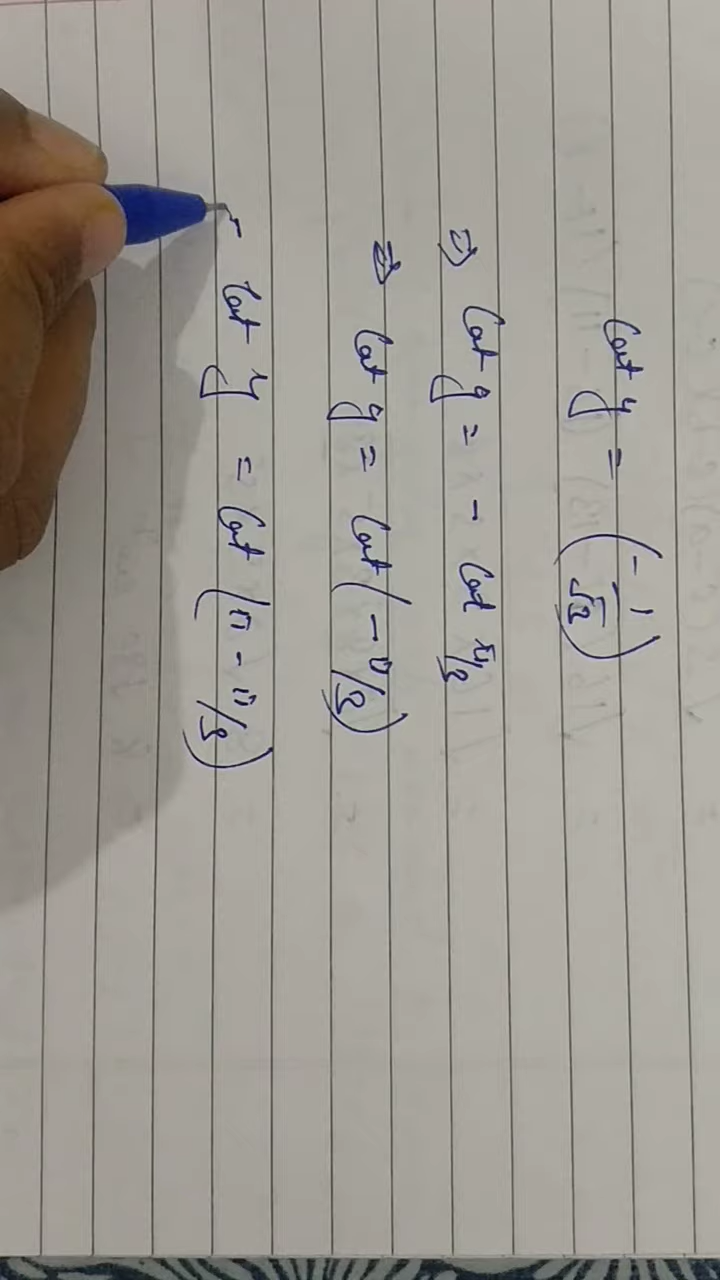 Cot y = (-1/√3)
⇒ Cot y = - Cot π/3
⇒ Cot y = Cot (-π/3)
Cot y = Cot (π - π/3)